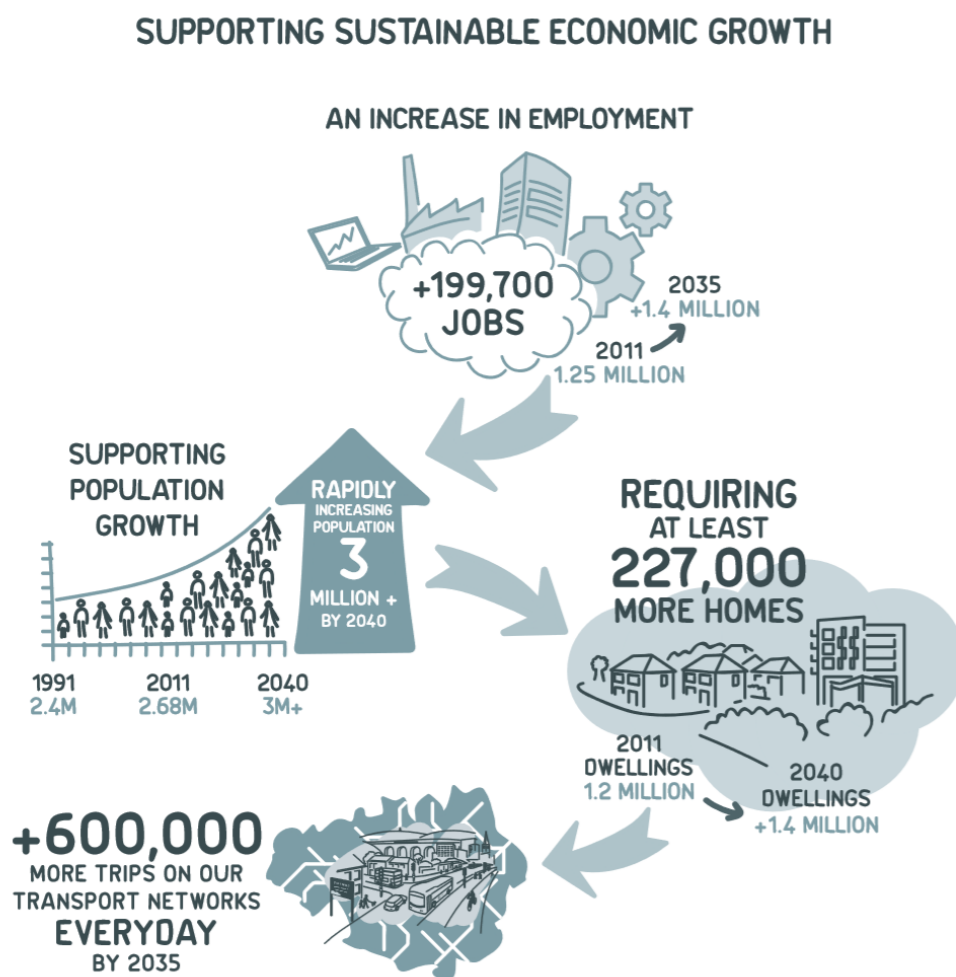 SUPPORTING SUSTAINABLE ECONOMIC GROWTH
AN INCREASE IN EMPLOYMENT
+199,700
JOBS
2035
+1.4 MILLION
2011
1.25 MILLION
SUPPORTING
POPULATION
GROWTH
RAPIDLY
INCREASING
POPULATION
3
MILLION +
BY 2040
1991
2.4M
2011
2.68M
2040
3M+
REQUIRING
AT LEAST
227,000
MORE HOMES
2011
DWELLINGS
1.2 MILLION
2040
DWELLINGS
+1.4 MILLION
+600,000
MORE TRIPS ON OUR
TRANSPORT NETWORKS
EVERYDAY
BY 2035